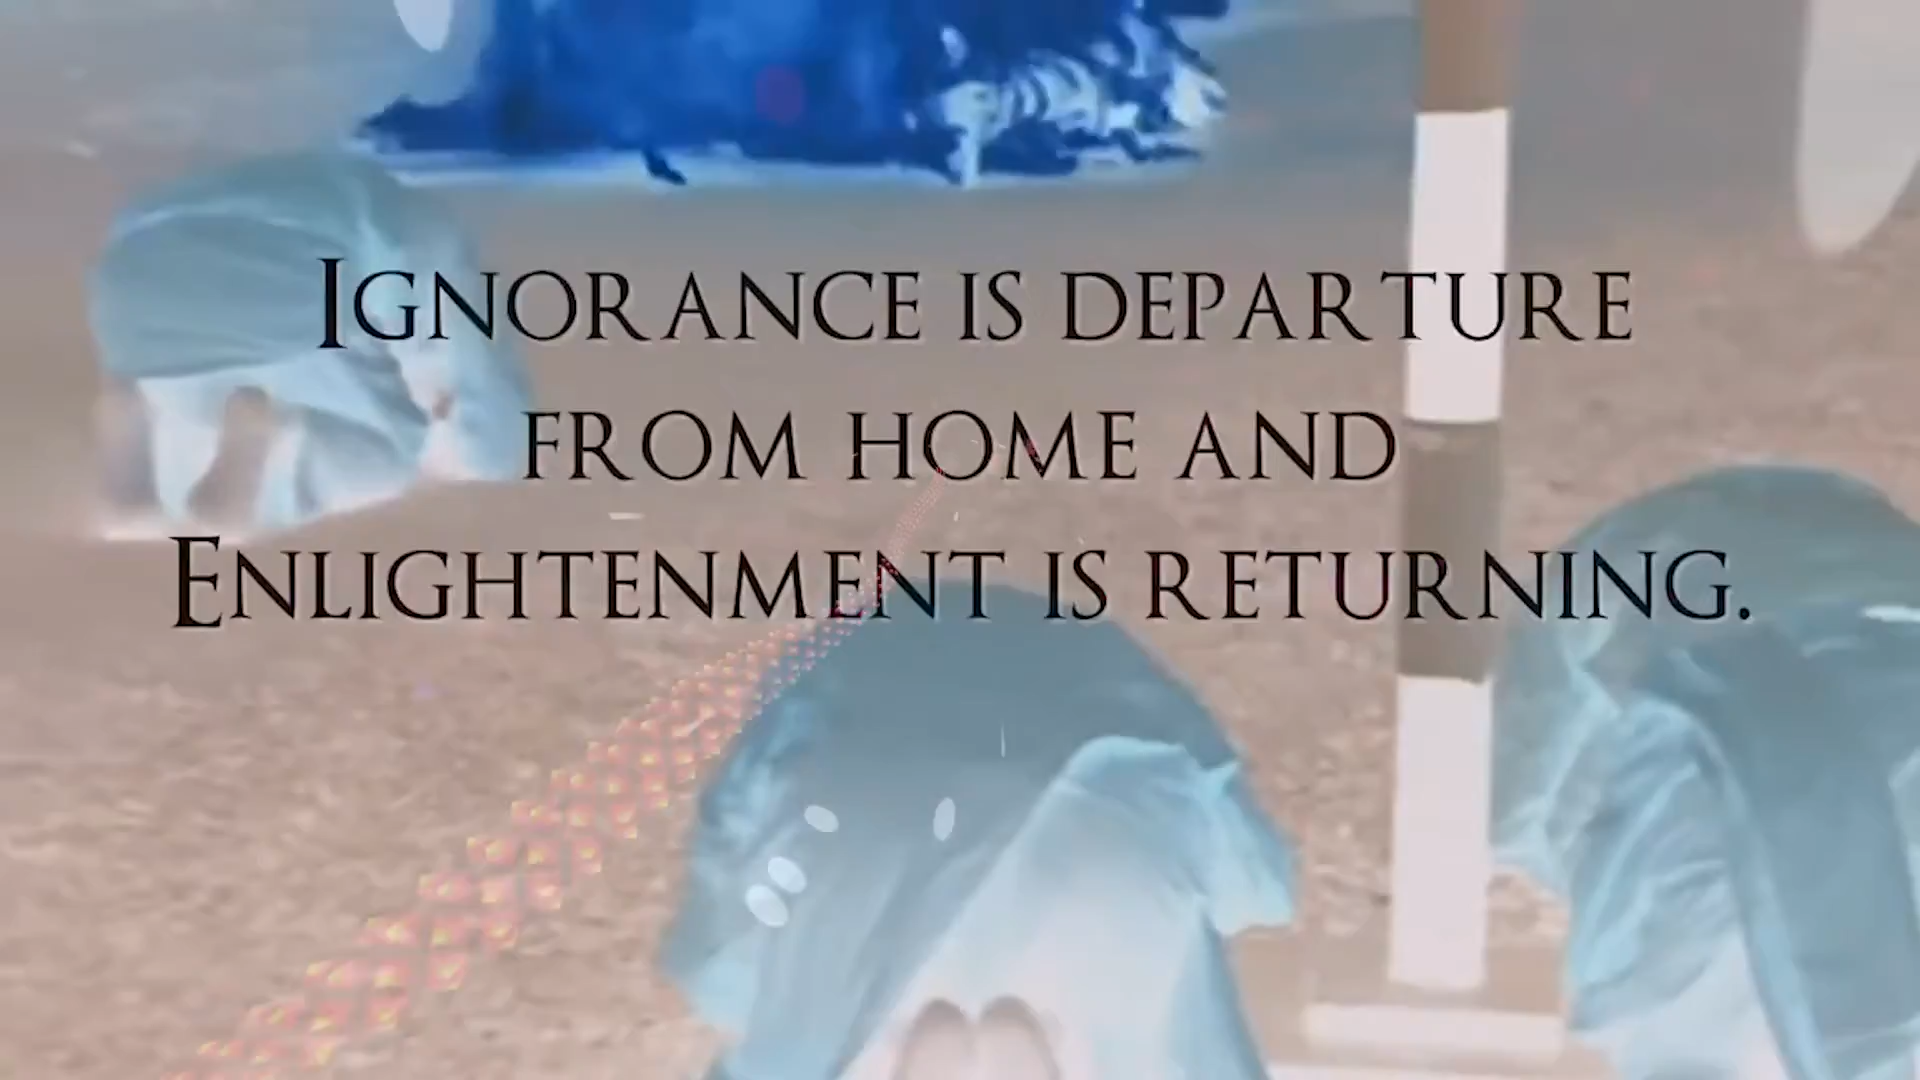 Ignorance is departure
from home and
Enlightenment is returning.